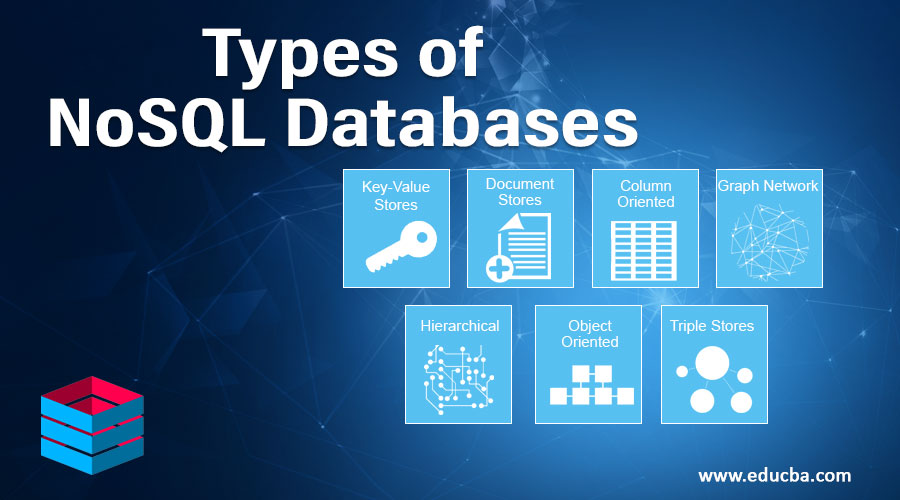 Types of
NoSQL Databases
Key-Value
Stores
Document
Stores
Column
Oriented
Graph Network
Hierarchical
Object
Oriented
Triple Stores
www.educba.com